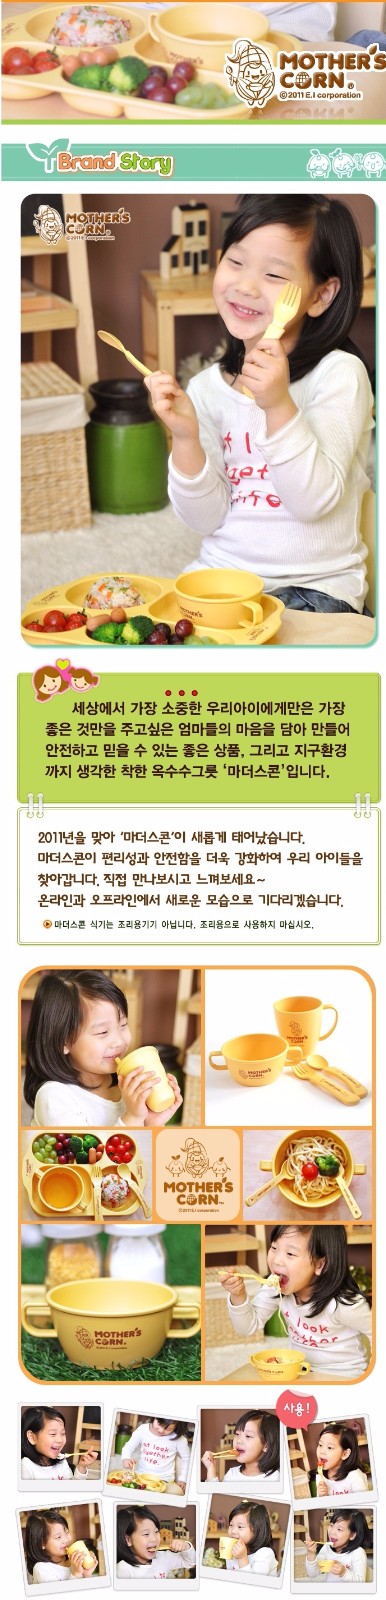 MOTHER'S
CORN®
©2011 E.I corporation
Brand Story
MOTHER'S
CORN®
©2011 E.I corporation
세상에서 가장 소중한 우리아이에게만은 가장
좋은 것만을 주고싶은 엄마들의 마음을 담아 만들어
안전하고 믿을 수 있는 좋은 상품, 그리고 지구환경
까지 생각한 착한 옥수수그릇 '마더스콘'입니다.
2011년을 맞아 '마더스콘'이 새롭게 태어났습니다.
마더스콘이 편리성과 안전함을 더욱 강화하여 우리 아이들을
찾아갑니다. 직접 만나보시고 느껴보세요~
온라인과 오프라인에서 새로운 모습으로 기다리겠습니다.
마더스콘 식기는 조리용기가 아닙니다. 조리용으로 사용하지 마십시오.
MOTHER'S
CORN
MOTHER'S
CORN
MOTHER'S
CORN™
©2011 E.I corporation
MOTHER'S
CORN
t look
together
사용!
t look
together
life.